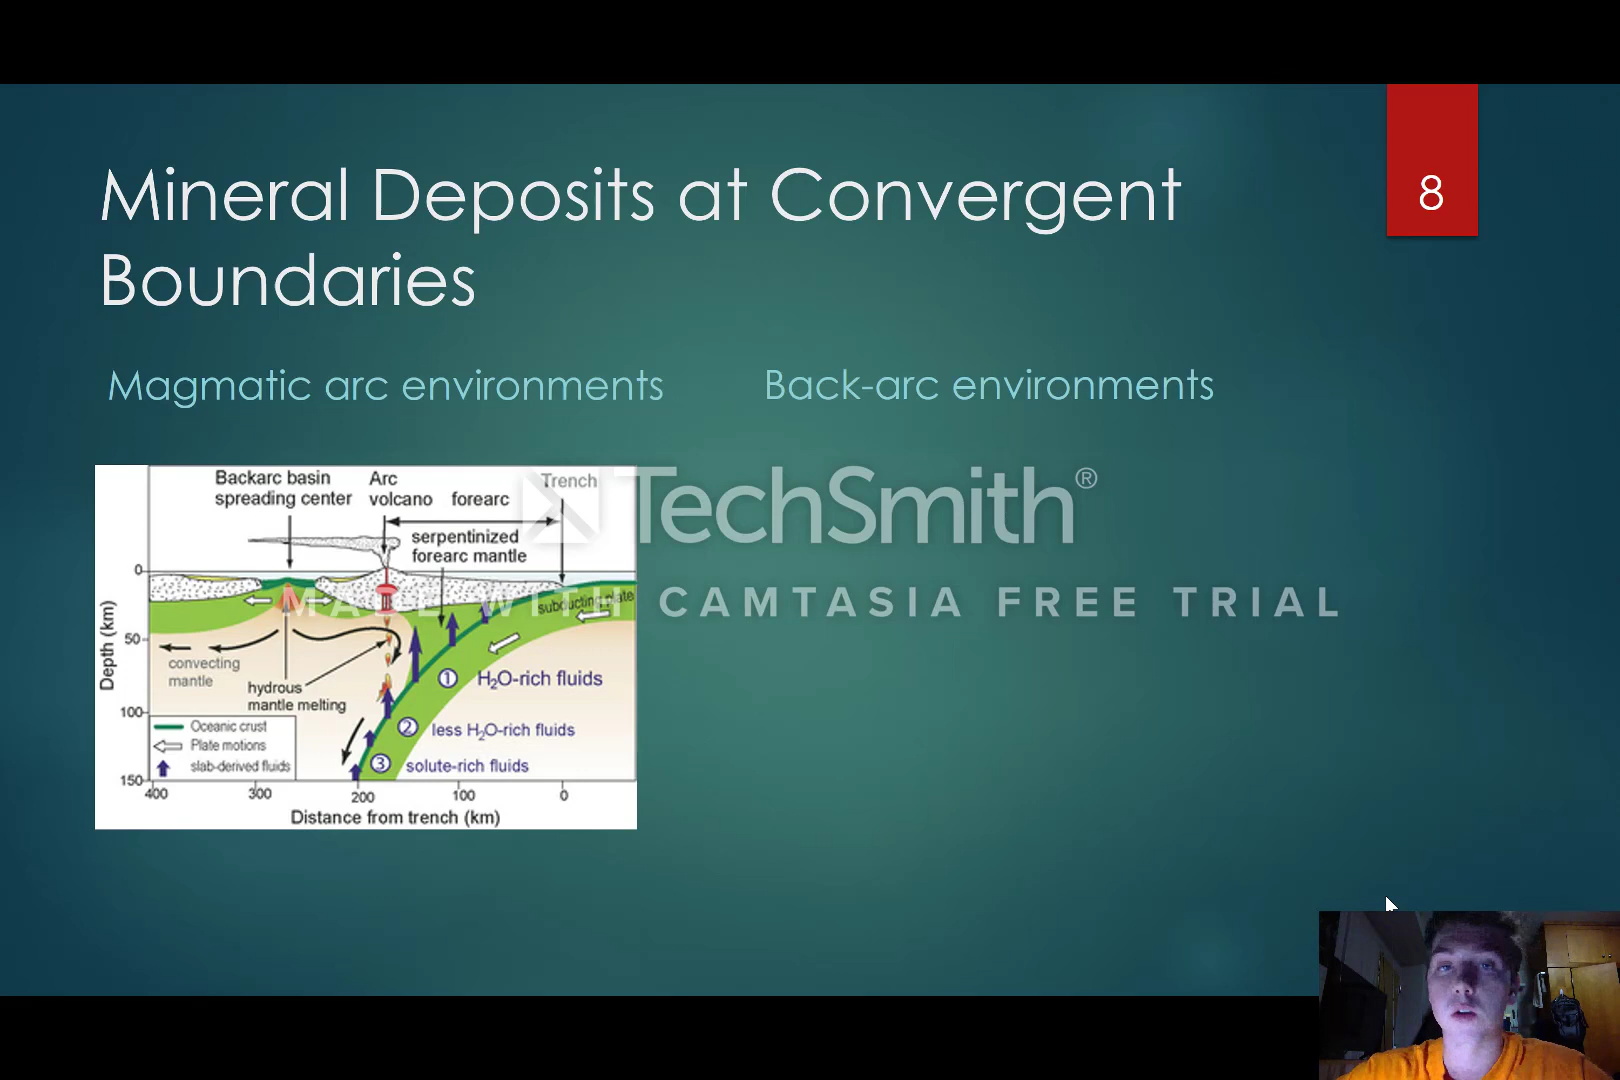 Mineral Deposits at Convergent
Boundaries
8
Magmatic arc environments
Back-arc environments
Backarc basin
spreading center
Arc
volcano
forearc
Trench
serpentinized
forearc mantle
TechSmith®
MADE WITH CAMTASIA FREE TRIAL
0
50
100
150
Depth (km)
subducting plate
convecting
mantle
hydrous
mantle melting
1 H₂O-rich fluids
2 less H₂O-rich fluids
3 solute-rich fluids
Oceanic crust
Plate motions
slab-derived fluids
400 300 200 100 0
Distance from trench (km)